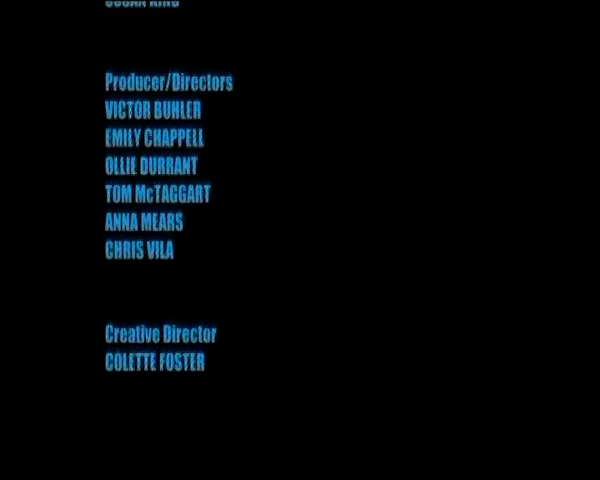 Producer/Directors
VICTOR BUHLER
EMILY CHAPPELL
OLLIE DURRANT
TOM McTAGGART
ANNA MEARS
CHRIS VILA
Creative Director
COLETTE FOSTER